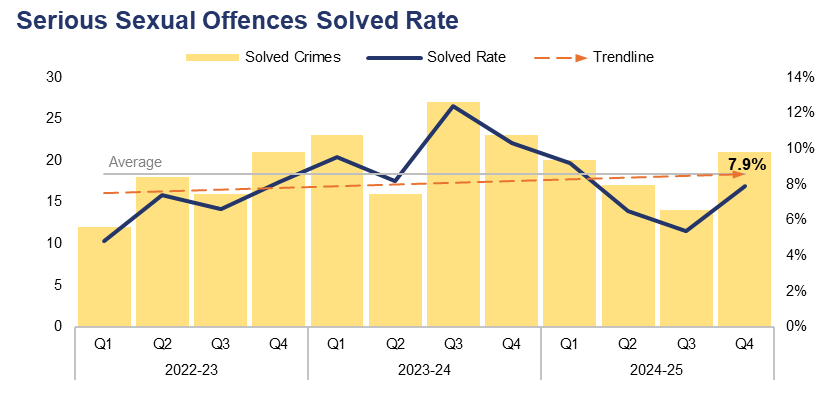 Serious Sexual Offences Solved Rate
Solved Crimes Solved Rate Trendline
30 14%
25 12%
20 10%
15 8%
10 6%
5 4%
0 2%
0%
Average
7.9%
Q1 Q2 Q3 Q4 Q1 Q2 Q3 Q4 Q1 Q2 Q3 Q4
2022-23 2023-24 2024-25